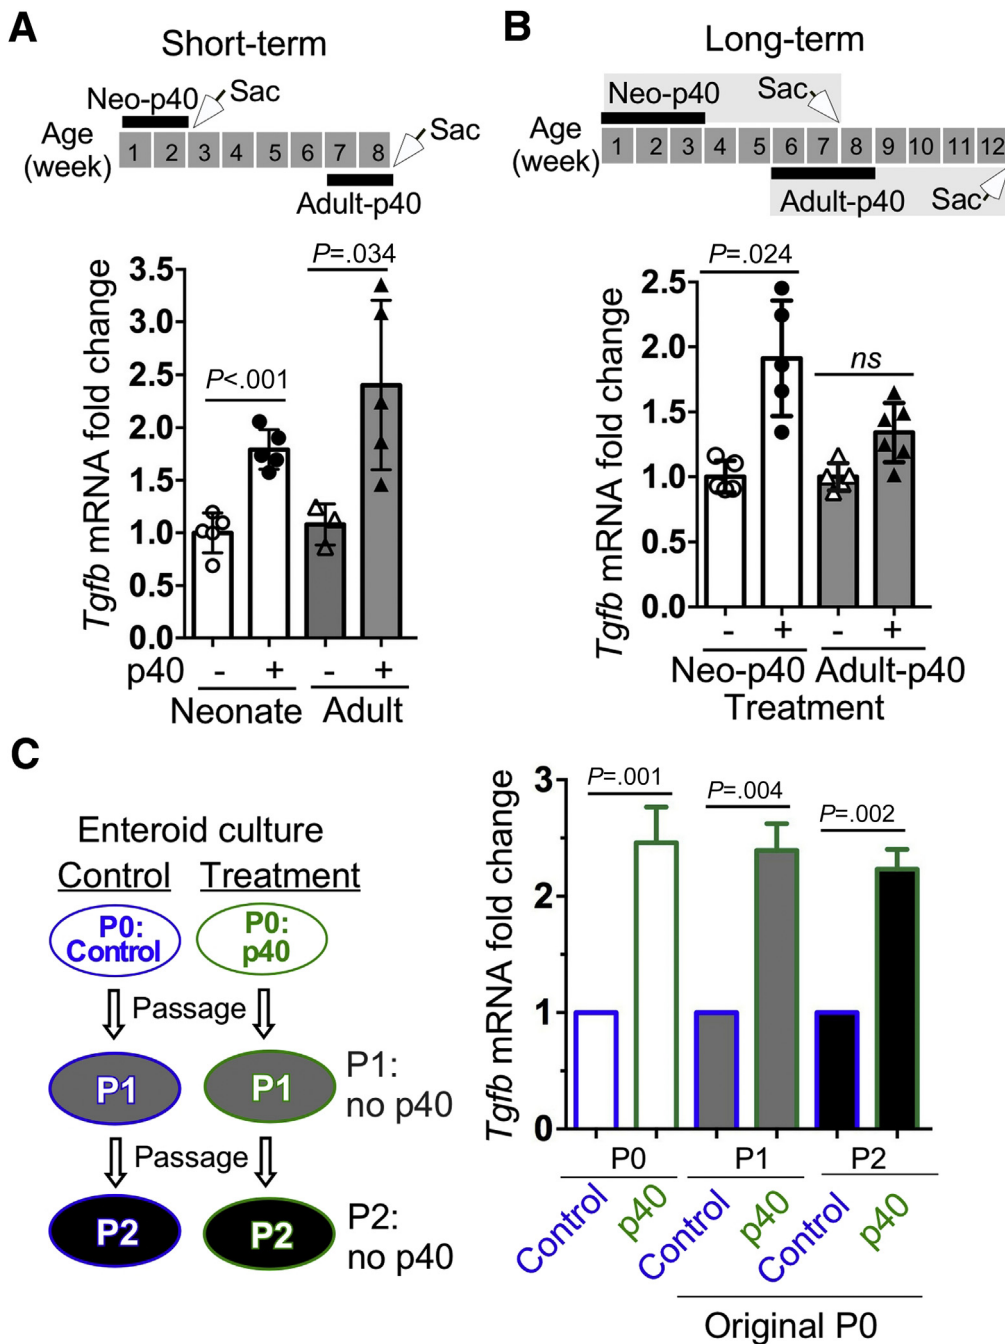 A
Short-term
Neo-p40
Sac
Age
(week)
1 2 3 4 5 6 7 8
Sac
Adult-p40
Tgfb mRNA fold change
3.5
3.0
2.5
2.0
1.5
1.0
0.5
0.0
P<.001
P=.034
p40 - + - +
Neonate Adult
B
Long-term
Neo-p40
Sac
Age
(week)
1 2 3 4 5 6 7 8 9 10 11 12
Adult-p40
Sac
Tgfb mRNA fold change
2.5
2.0
1.5
1.0
0.5
0.0
P=.024
ns
- + - +
Neo-p40 Adult-p40
Treatment
C
Enteroid culture
Control Treatment
P0:
Control
P0:
p40
Passage
P1
P1
P1:
no p40
Passage
P2
P2
P2:
no p40
Tgfb mRNA fold change
3
2
1
0
P=.001
P=.004
P=.002
P0 P1 P2
Control p40 Control p40 Control p40
Original P0